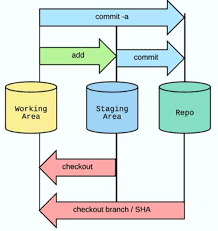 commit -a
add
commit
Working
Area
Staging
Area
Repo
checkout
checkout branch / SHA